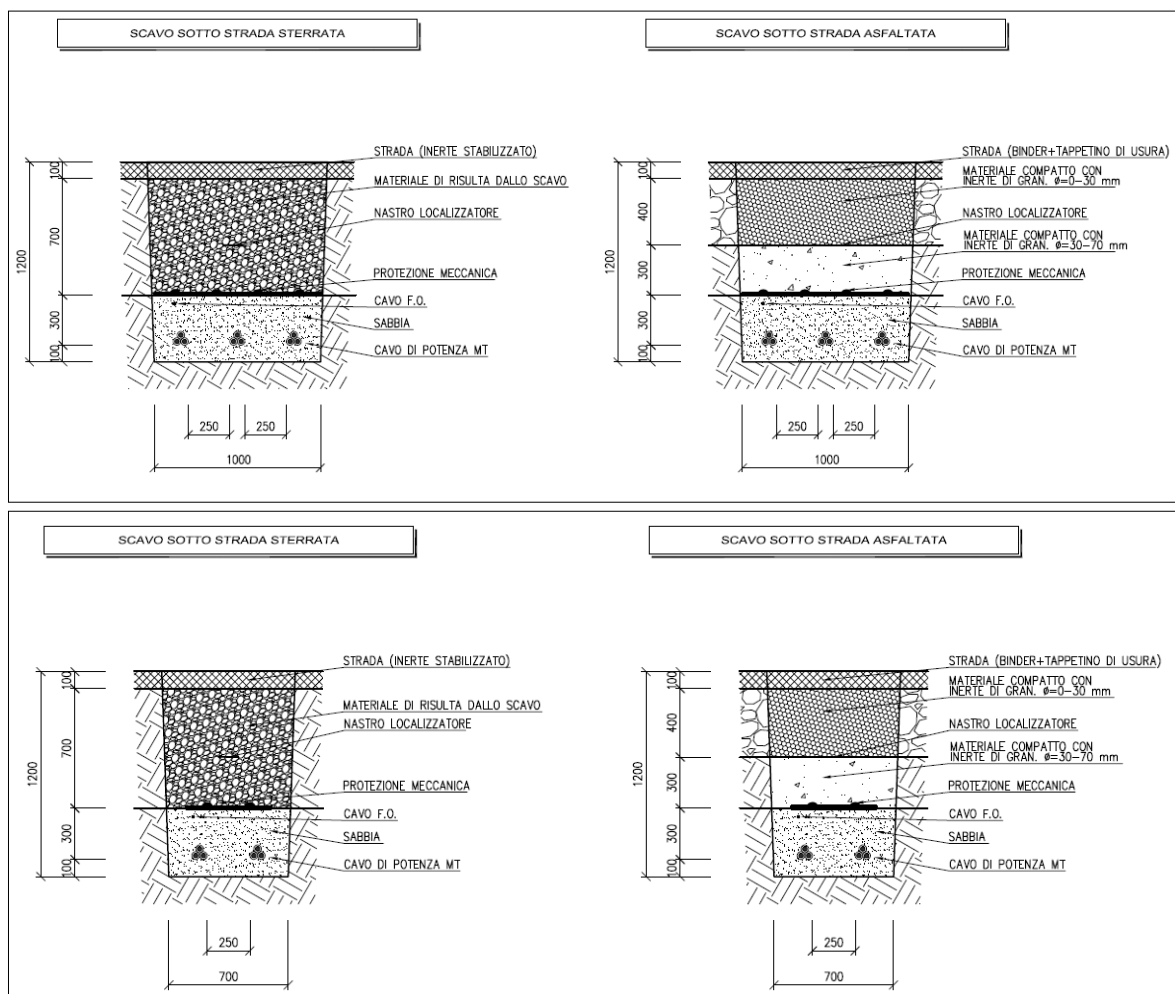 SCAVO SOTTO STRADA STERRATA
STRADA (INERTE STABILIZZATO)
MATERIALE DI RISULTA DALLO SCAVO
NASTRO LOCALIZZATORE
PROTEZIONE MECCANICA
CAVO F.O.
SABBIA
CAVO DI POTENZA MT
1200
100
700
300
100
250
250
1000
SCAVO SOTTO STRADA ASFALTATA
STRADA (BINDER+TAPPETINO DI USURA)
MATERIALE COMPATTO CON
INERTE DI GRAN. ø=0-30 mm
NASTRO LOCALIZZATORE
MATERIALE COMPATTO CON
INERTE DI GRAN. ø=30-70 mm
PROTEZIONE MECCANICA
CAVO F.O.
SABBIA
CAVO DI POTENZA MT
1200
100
400
300
300
100
250
250
1000
SCAVO SOTTO STRADA STERRATA
STRADA (INERTE STABILIZZATO)
MATERIALE DI RISULTA DALLO SCAVO
NASTRO LOCALIZZATORE
PROTEZIONE MECCANICA
CAVO F.O.
SABBIA
CAVO DI POTENZA MT
1200
100
700
300
100
250
700
SCAVO SOTTO STRADA ASFALTATA
STRADA (BINDER+TAPPETINO DI USURA)
MATERIALE COMPATTO CON
INERTE DI GRAN. ø=0-30 mm
NASTRO LOCALIZZATORE
MATERIALE COMPATTO CON
INERTE DI GRAN. ø=30-70 mm
PROTEZIONE MECCANICA
CAVO F.O.
SABBIA
CAVO DI POTENZA MT
1200
100
400
300
300
100
250
700